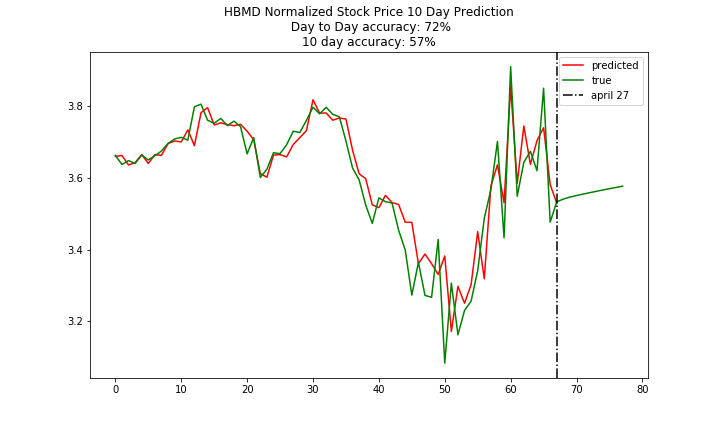 HBMD Normalized Stock Price 10 Day Prediction
Day to Day accuracy: 72%
10 day accuracy: 57%
predicted
true
april 27
3.8
3.6
3.4
3.2
0 10 20 30 40 50 60 70 80